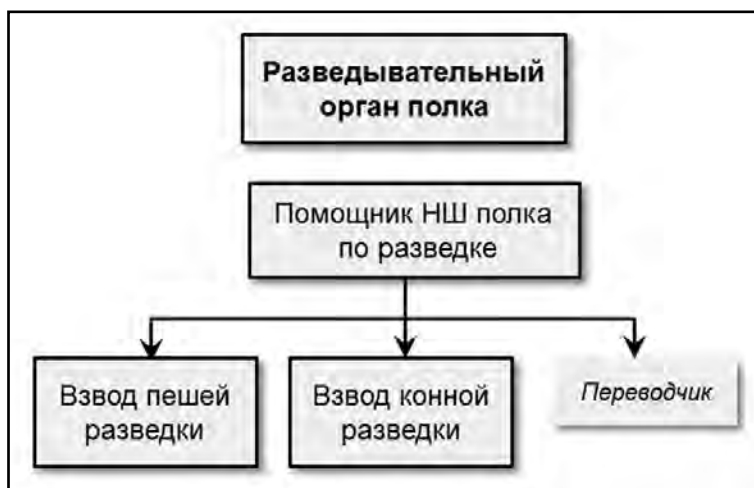 Разведывательный
орган полка
Помощник НШ полка
по разведке
Взвод пешей
разведки
Взвод конной
разведки
Переводчик